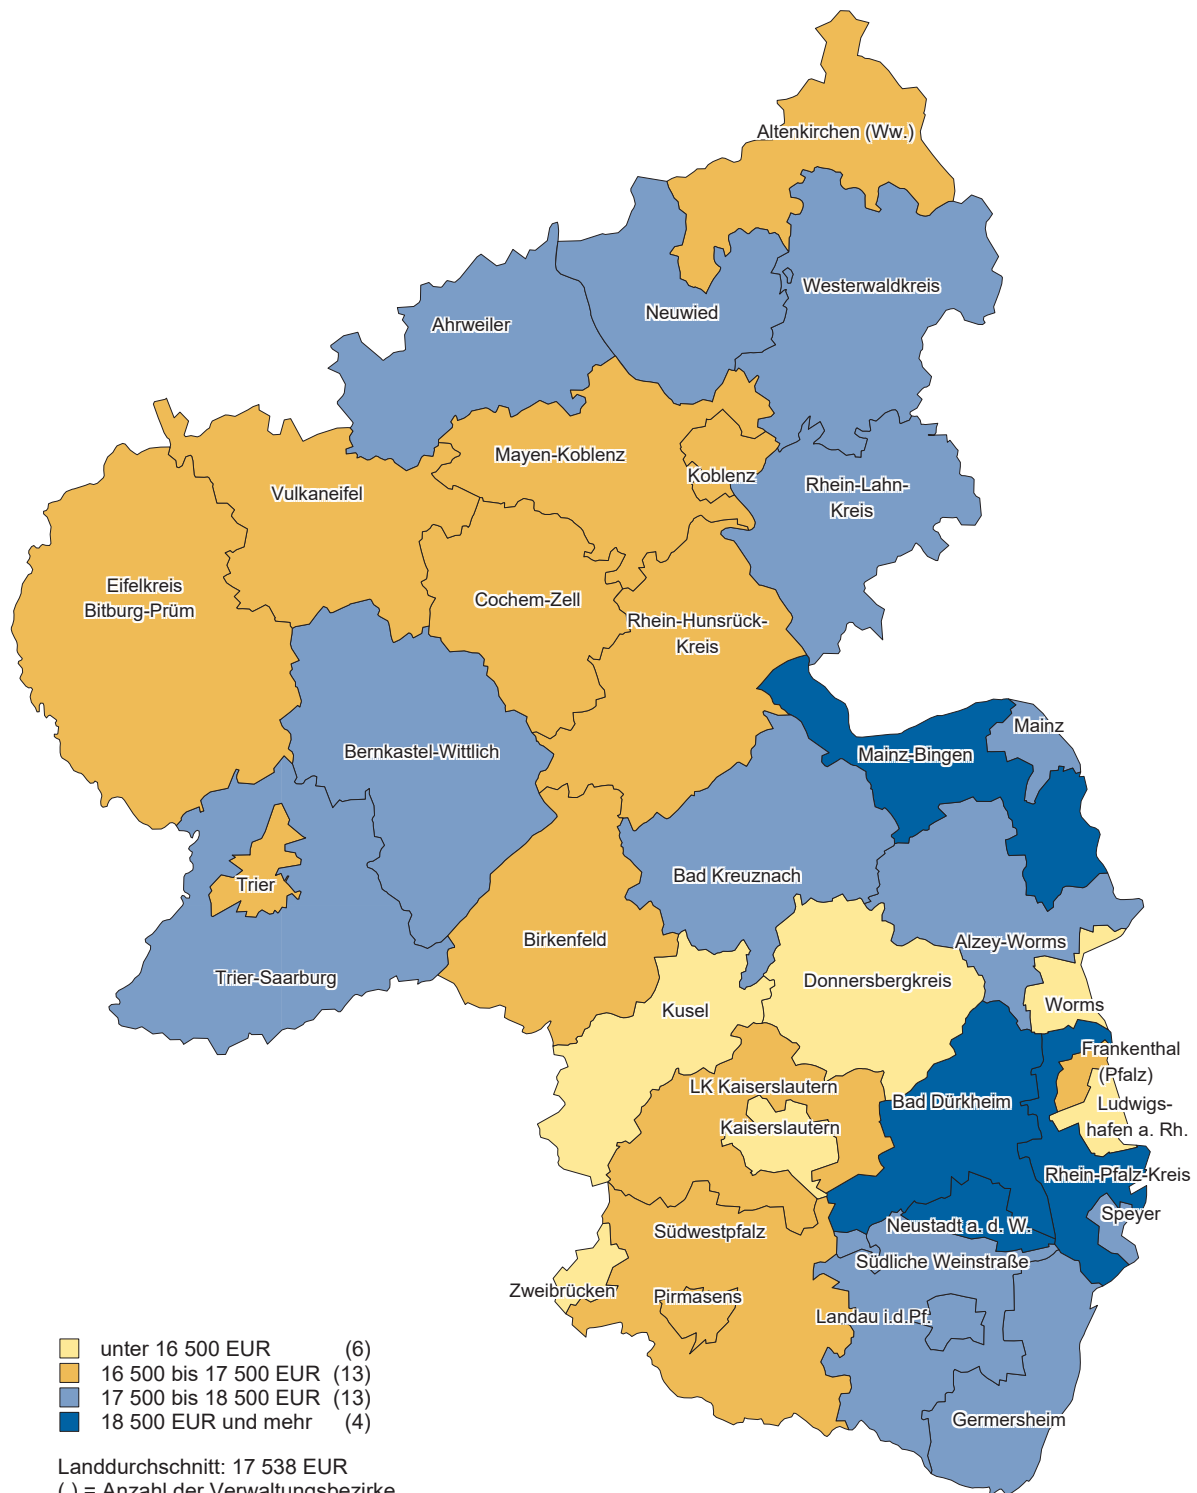 Altenkirchen (Ww.)
Westerwaldkreis
Neuwied
Ahrweiler
Mayen-Koblenz
Koblenz
Rhein-Lahn-
Kreis
Vulkaneifel
Eifelkreis
Bitburg-Prüm
Cochem-Zell
Rhein-Hunsrück-
Kreis
Mainz
Bernkastel-Wittlich
Mainz-Bingen
Bad Kreuznach
Trier
Birkenfeld
Alzey-Worms
Trier-Saarburg
Donnersbergkreis
Kusel
Worms
Frankenthal
(Pfalz)
LK Kaiserslautern
Bad Dürkheim
Ludwigs-
hafen a. Rh.
Kaiserslautern
Rhein-Pfalz-Kreis
Speyer
Neustadt a. d. W.
Südwestpfalz
Südliche Weinstraße
Zweibrücken
Pirmasens
Landau i.d.Pf.
Germersheim
unter 16 500 EUR (6)
16 500 bis 17 500 EUR (13)
17 500 bis 18 500 EUR (13)
18 500 EUR und mehr (4)
Landdurchschnitt: 17 538 EUR
( ) = Anzahl der Verwaltungsbezirke